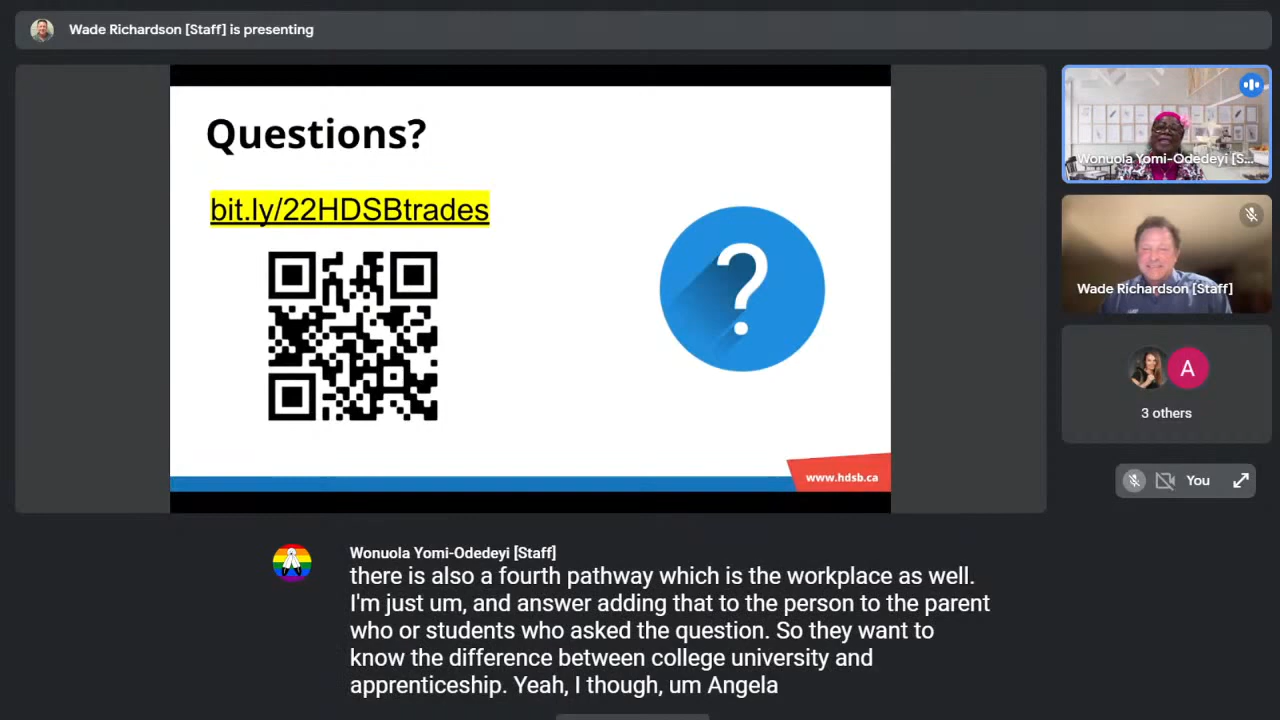 Wade Richardson [Staff] is presenting
Questions?
bit.ly/22HDSBtrades
www.hdsb.ca
Wonuola Yomi-Odedeyi [S...
Wade Richardson [Staff]
A
3 others
You
Wonuola Yomi-Odedeyi [Staff]
there is also a fourth pathway which is the workplace as well.
I'm just um, and answer adding that to the person to the parent
who or students who asked the question. So they want to
know the difference between college university and
apprenticeship. Yeah, I though, um Angela